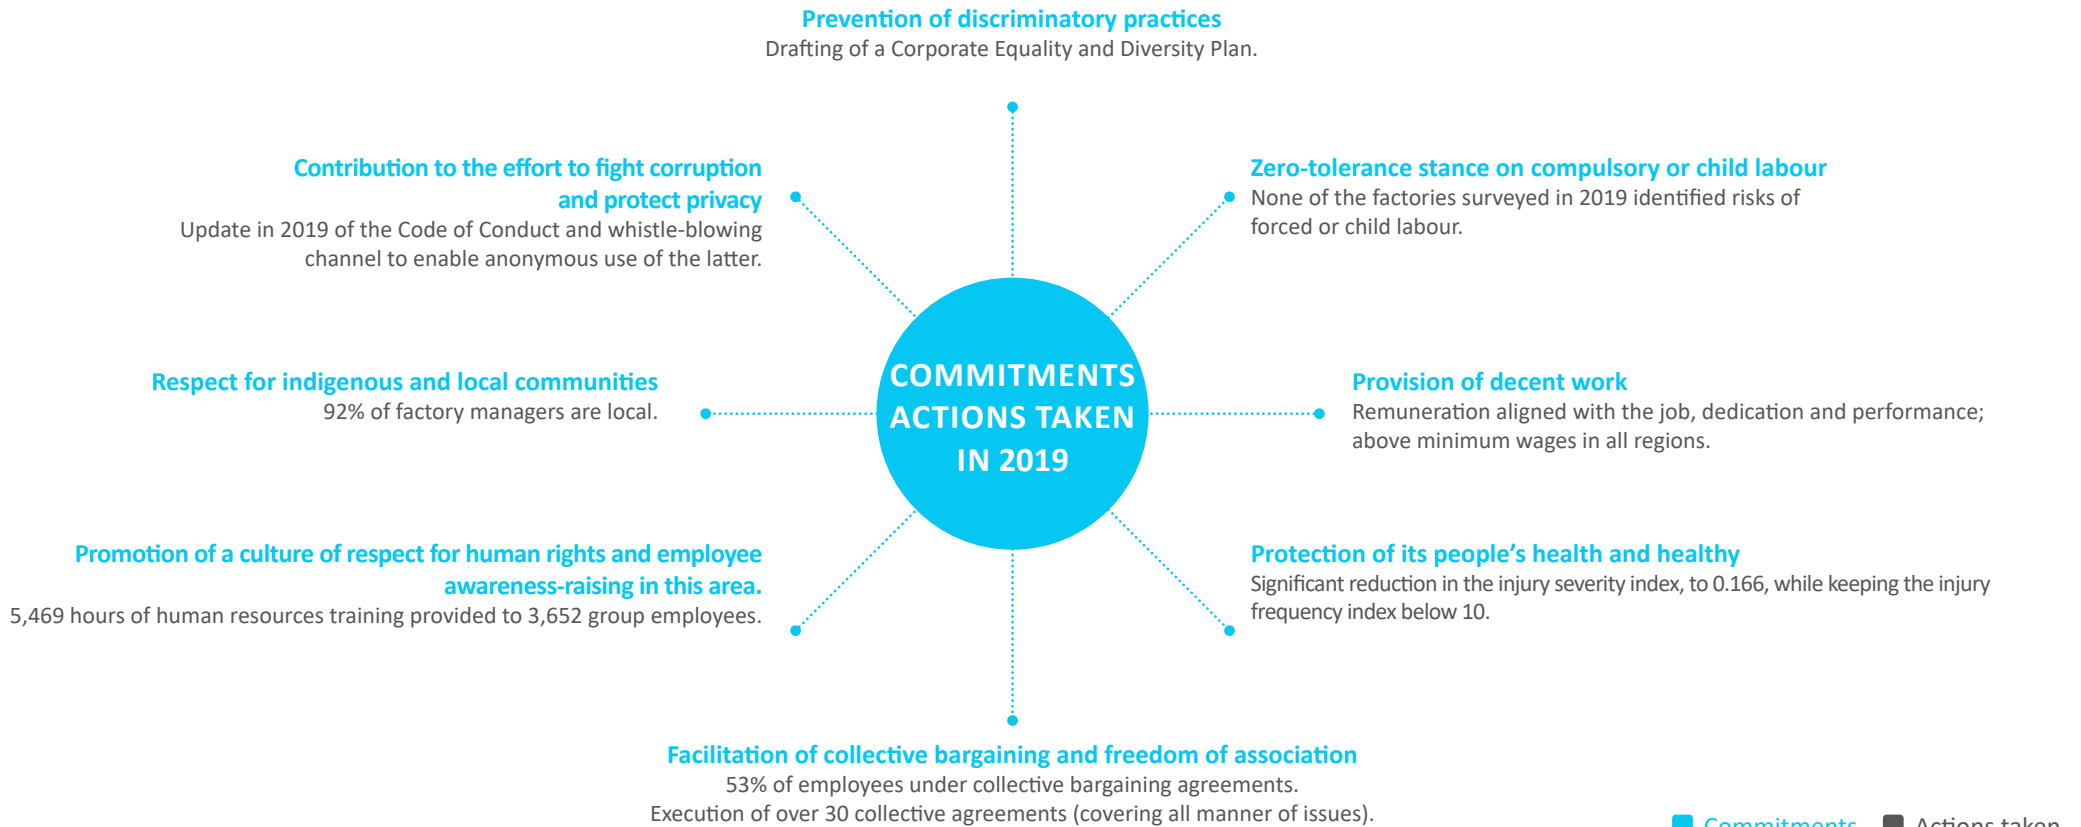 Prevention of discriminatory practices
Drafting of a Corporate Equality and Diversity Plan.
Contribution to the effort to fight corruption
and protect privacy
Update in 2019 of the Code of Conduct and whistle-blowing
channel to enable anonymous use of the latter.
Zero-tolerance stance on compulsory or child labour
None of the factories surveyed in 2019 identified risks of
forced or child labour.
Respect for indigenous and local communities
92% of factory managers are local.
COMMITMENTS
ACTIONS TAKEN
IN 2019
Provision of decent work
Remuneration aligned with the job, dedication and performance;
above minimum wages in all regions.
Promotion of a culture of respect for human rights and employee
awareness-raising in this area.
5,469 hours of human resources training provided to 3,652 group employees.
Protection of its people's health and healthy
Significant reduction in the injury severity index, to 0.166, while keeping the injury
frequency index below 10.
Facilitation of collective bargaining and freedom of association
53% of employees under collective bargaining agreements.
Execution of over 30 collective agreements (covering all manner of issues).
Commitments Actions taken